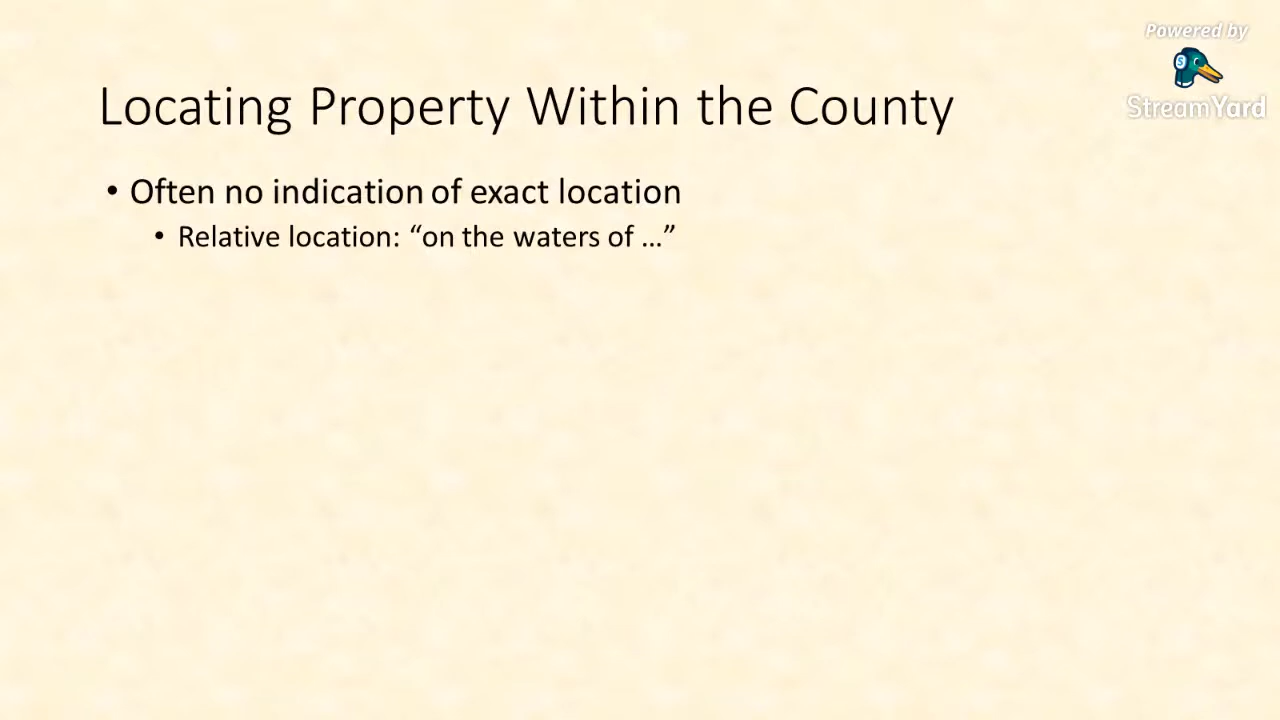 Powered by
StreamYard
Locating Property Within the County
• Often no indication of exact location
• Relative location: “on the waters of …”